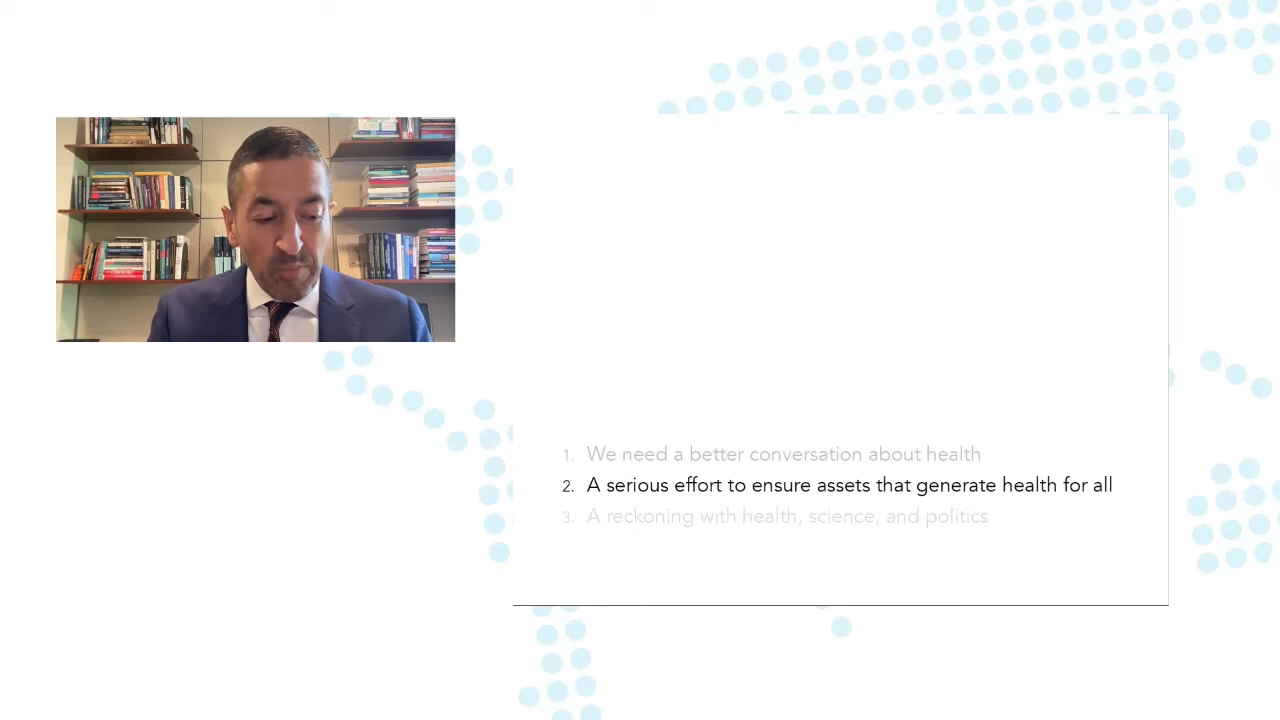 1. We need a better conversation about health
2. A serious effort to ensure assets that generate health for all
3. A reckoning with health, science, and politics